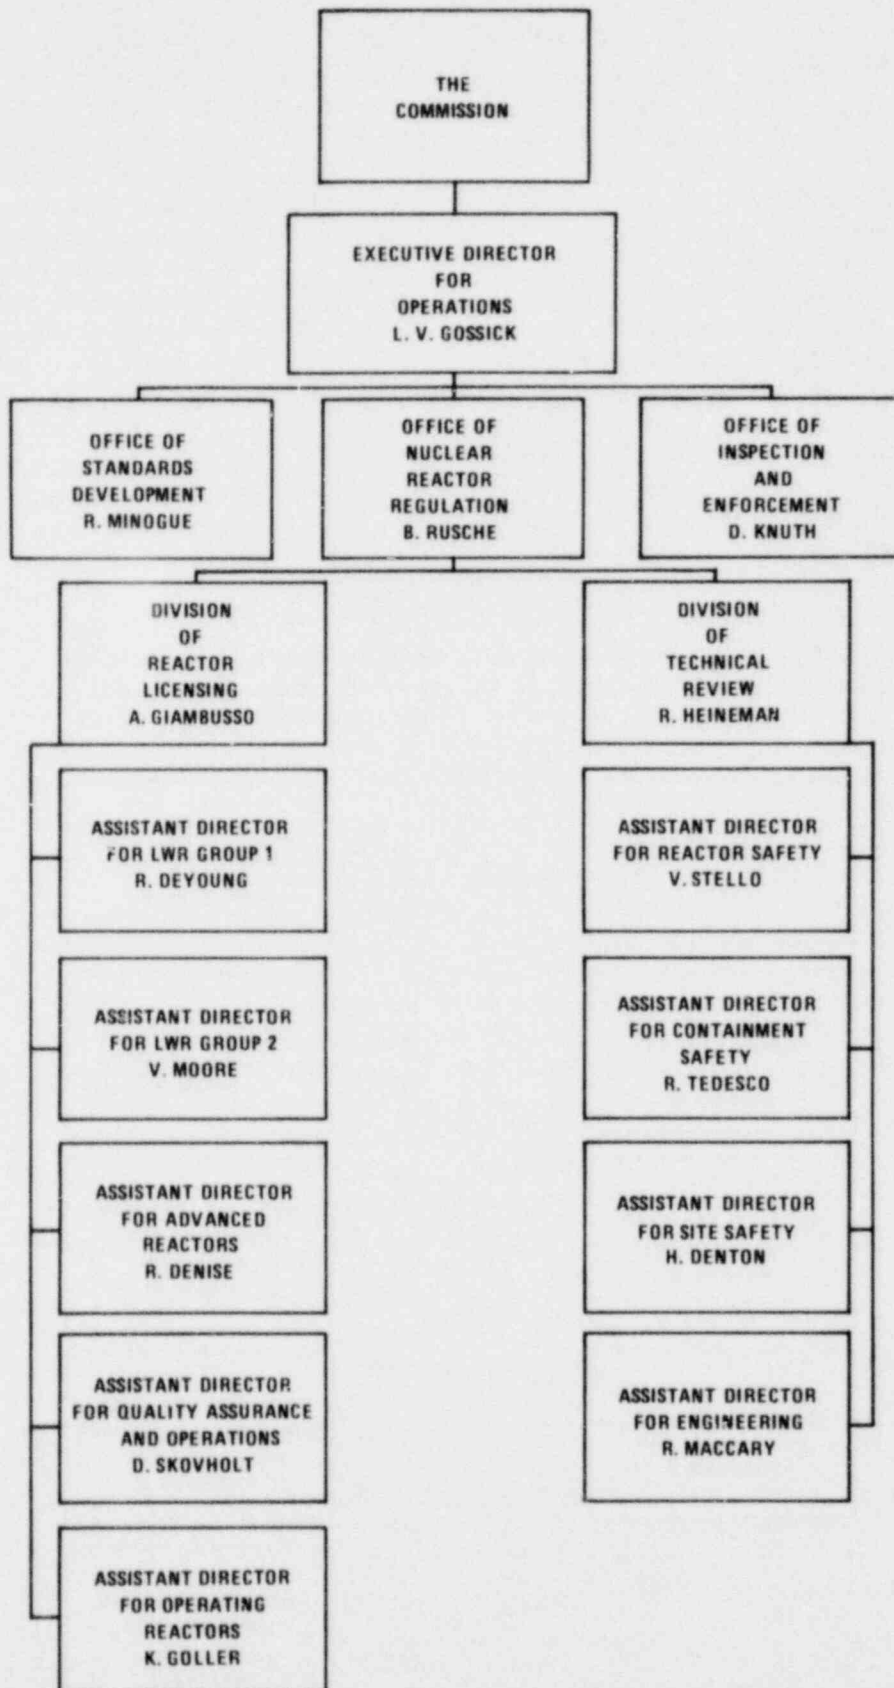 THE
COMMISSION
EXECUTIVE DIRECTOR
FOR
OPERATIONS
L. V. GOSSICK
OFFICE OF
STANDARDS
DEVELOPMENT
R. MINOGUE
OFFICE OF
NUCLEAR
REACTOR
REGULATION
B. RUSCHE
OFFICE OF
INSPECTION
AND
ENFORCEMENT
D. KNUTH
DIVISION
OF
REACTOR
LICENSING
A. GIAMBUSSO
DIVISION
OF
TECHNICAL
REVIEW
R. HEINEMAN
ASSISTANT DIRECTOR
FOR LWR GROUP 1
R. DEYOUNG
ASSISTANT DIRECTOR
FOR REACTOR SAFETY
V. STELLO
ASSISTANT DIRECTOR
FOR LWR GROUP 2
V. MOORE
ASSISTANT DIRECTOR
FOR CONTAINMENT
SAFETY
R. TEDESCO
ASSISTANT DIRECTOR
FOR ADVANCED
REACTORS
R. DENISE
ASSISTANT DIRECTOR
FOR SITE SAFETY
H. DENTON
ASSISTANT DIRECTOR
FOR QUALITY ASSURANCE
AND OPERATIONS
D. SKOVHOLT
ASSISTANT DIRECTOR
FOR ENGINEERING
R. MACCARY
ASSISTANT DIRECTOR
FOR OPERATING
REACTORS
K. GOLLER